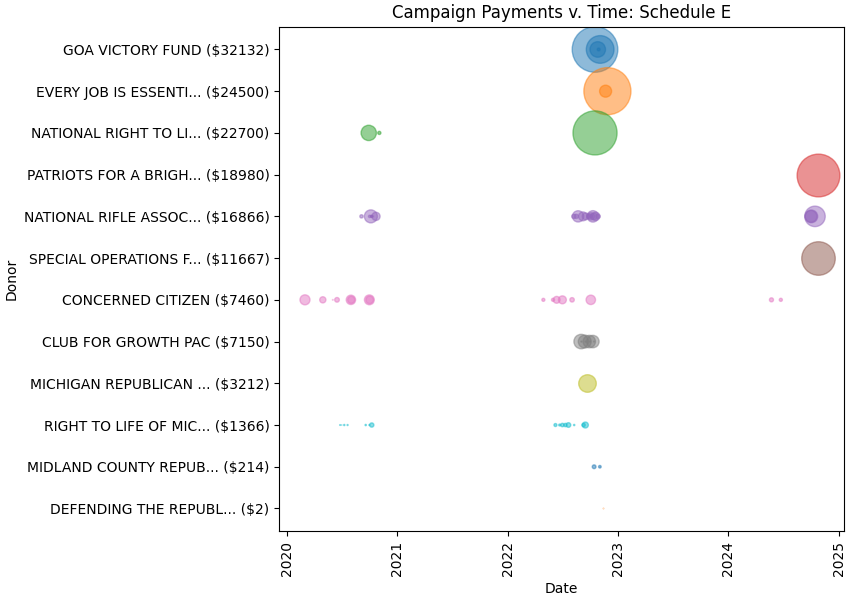 Campaign Payments v. Time: Schedule E
GOA VICTORY FUND ($32132)
EVERY JOB IS ESSENTI... ($24500)
NATIONAL RIGHT TO LI... ($22700)
PATRIOTS FOR A BRIGH... ($18980)
NATIONAL RIFLE ASSOC... ($16866)
SPECIAL OPERATIONS F... ($11667)
CONCERNED CITIZEN ($7460)
CLUB FOR GROWTH PAC ($7150)
MICHIGAN REPUBLICAN ... ($3212)
RIGHT TO LIFE OF MIC... ($1366)
MIDLAND COUNTY REPUB... ($214)
DEFENDING THE REPUBL... ($2)
Donor
2020
2021
2022
2023
2024
2025
Date